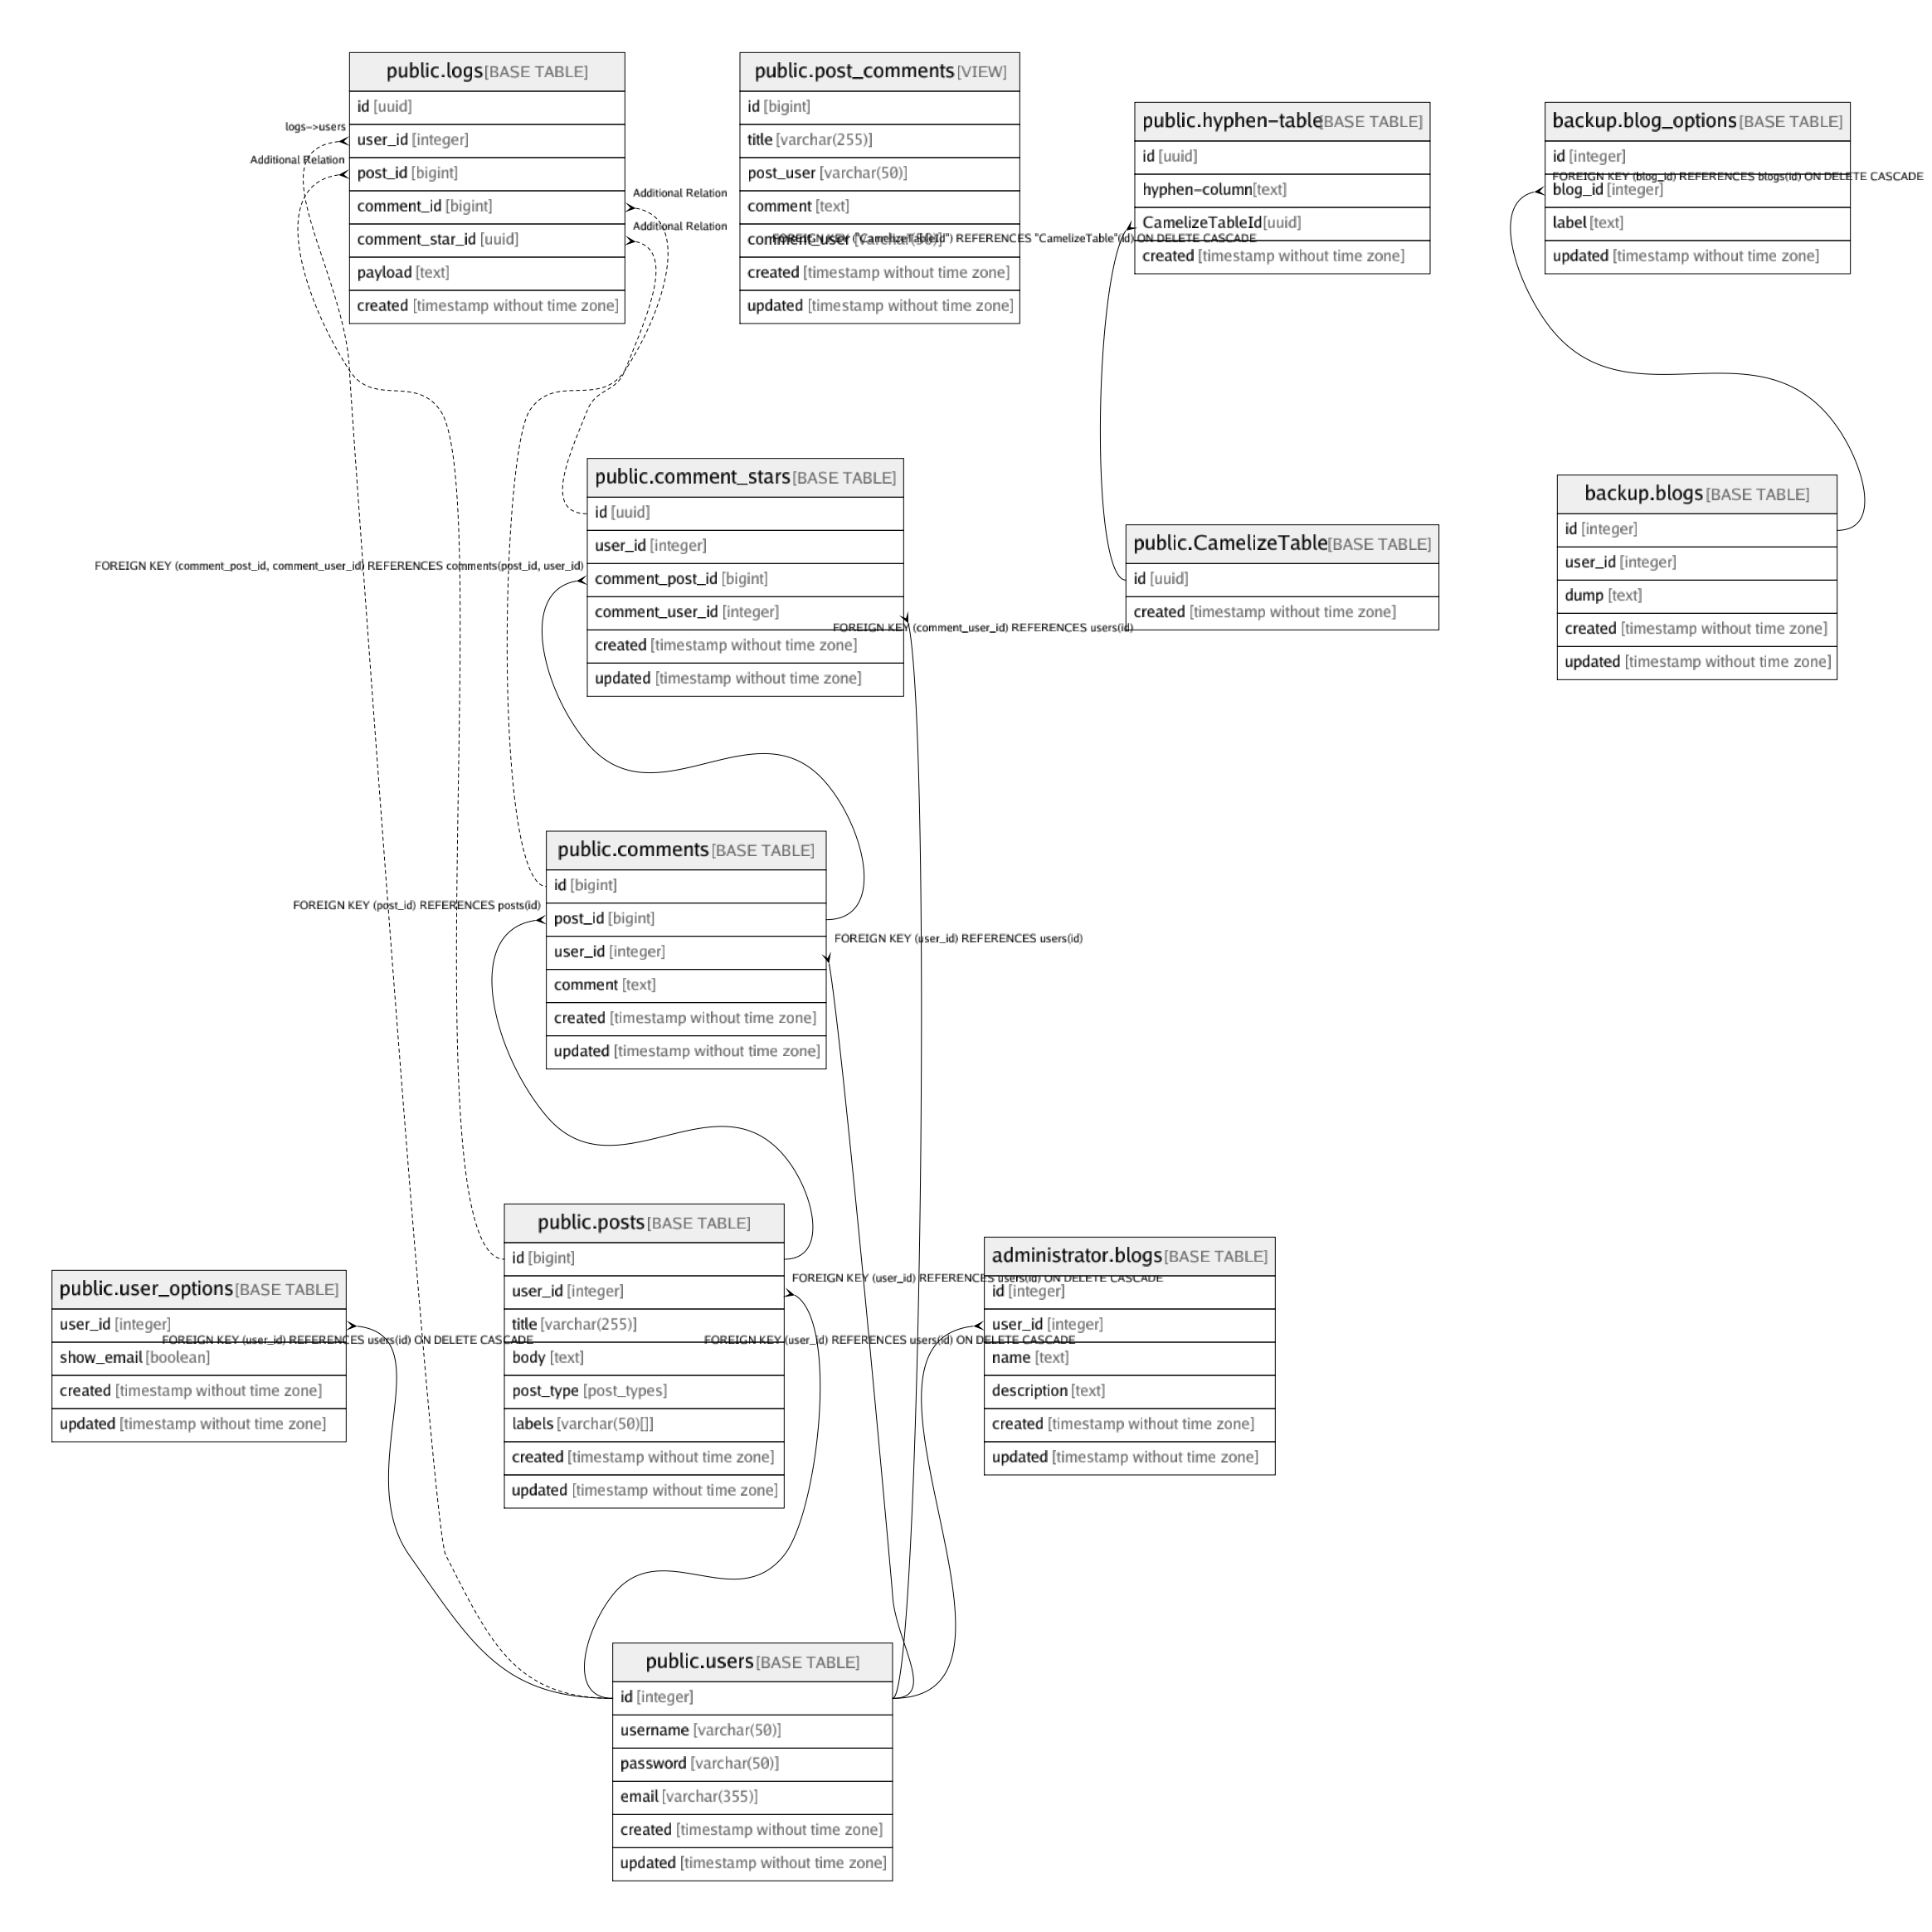 public.logs [BASE TABLE]
id [uuid]
logs->users
user_id [integer]
Additional Relation
post_id [bigint]
Additional Relation
comment_id [bigint]
Additional Relation
comment_star_id [uuid]
payload [text]
created [timestamp without time zone]
public.post_comments [VIEW]
id [bigint]
title [varchar(255)]
post_user [varchar(50)]
comment [text]
comment_user [varchar(50)]
created [timestamp without time zone]
updated [timestamp without time zone]
FOREIGN KEY ("CamelizeTableId") REFERENCES "CamelizeTable"(id) ON DELETE CASCADE
public.hyphen-table [BASE TABLE]
id [uuid]
hyphen-column [text]
CamelizeTableId [uuid]
created [timestamp without time zone]
backup.blog_options [BASE TABLE]
id [integer]
FOREIGN KEY (blog_id) REFERENCES blogs(id) ON DELETE CASCADE
blog_id [integer]
label [text]
updated [timestamp without time zone]
public.comment_stars [BASE TABLE]
id [uuid]
user_id [integer]
FOREIGN KEY (comment_post_id, comment_user_id) REFERENCES comments(post_id, user_id)
comment_post_id [bigint]
comment_user_id [integer]
FOREIGN KEY (comment_user_id) REFERENCES users(id)
created [timestamp without time zone]
updated [timestamp without time zone]
public.CamelizeTable [BASE TABLE]
id [uuid]
created [timestamp without time zone]
backup.blogs [BASE TABLE]
id [integer]
user_id [integer]
dump [text]
created [timestamp without time zone]
updated [timestamp without time zone]
public.comments [BASE TABLE]
id [bigint]
FOREIGN KEY (post_id) REFERENCES posts(id)
post_id [bigint]
FOREIGN KEY (user_id) REFERENCES users(id)
user_id [integer]
comment [text]
created [timestamp without time zone]
updated [timestamp without time zone]
public.posts [BASE TABLE]
id [bigint]
FOREIGN KEY (user_id) REFERENCES users(id) ON DELETE CASCADE
user_id [integer]
title [varchar(255)]
body [text]
post_type [post_types]
labels [varchar(50)[]]
created [timestamp without time zone]
updated [timestamp without time zone]
administrator.blogs [BASE TABLE]
id [integer]
user_id [integer]
FOREIGN KEY (user_id) REFERENCES users(id) ON DELETE CASCADE
name [text]
description [text]
created [timestamp without time zone]
updated [timestamp without time zone]
public.user_options [BASE TABLE]
user_id [integer]
FOREIGN KEY (user_id) REFERENCES users(id) ON DELETE CASCADE
show_email [boolean]
created [timestamp without time zone]
updated [timestamp without time zone]
public.users [BASE TABLE]
id [integer]
username [varchar(50)]
password [varchar(50)]
email [varchar(355)]
created [timestamp without time zone]
updated [timestamp without time zone]